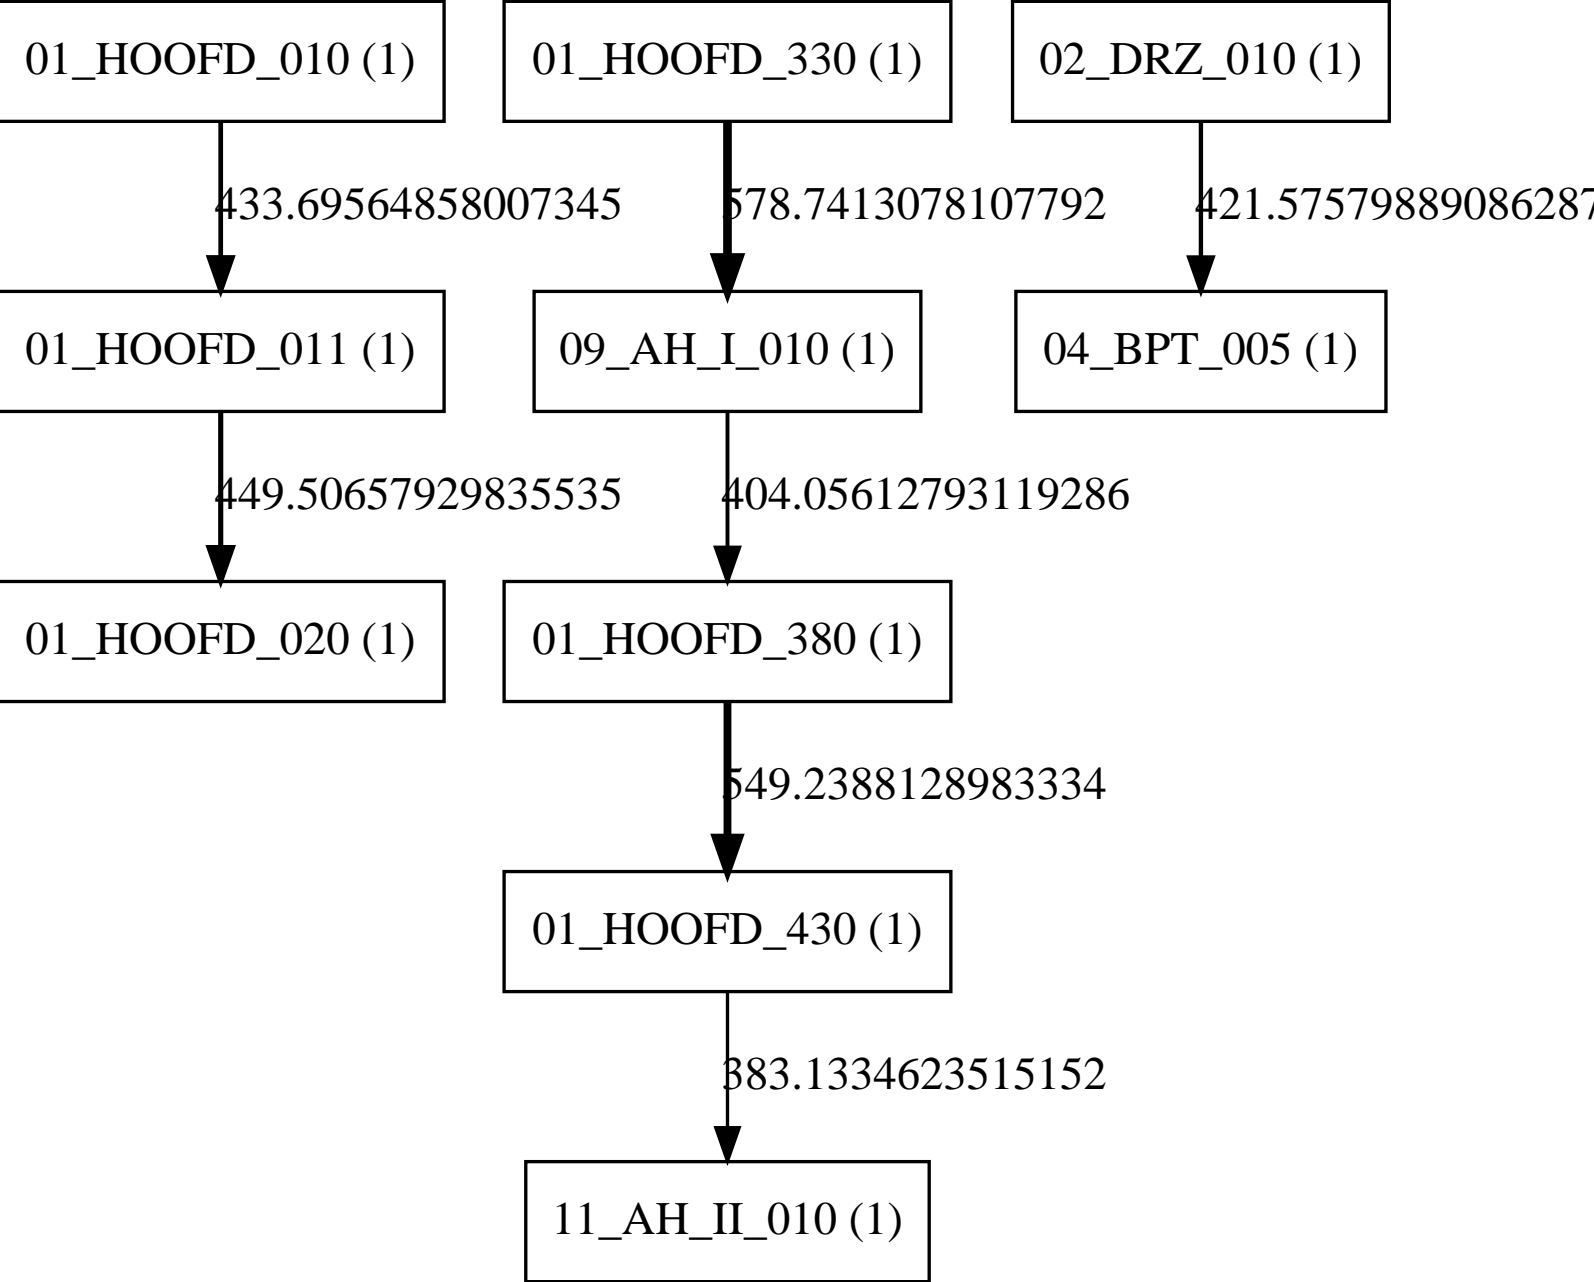 01_HOOFD_010 (1)
01_HOOFD_330 (1)
02_DRZ_010 (1)
433.69564858007345
578.7413078107792
421.57579889086287
01_HOOFD_011 (1)
09_AH_I_010 (1)
04_BPT_005 (1)
449.50657929835535
404.05612793119286
01_HOOFD_020 (1)
01_HOOFD_380 (1)
549.2388128983334
01_HOOFD_430 (1)
383.1334623515152
11_AH_II_010 (1)